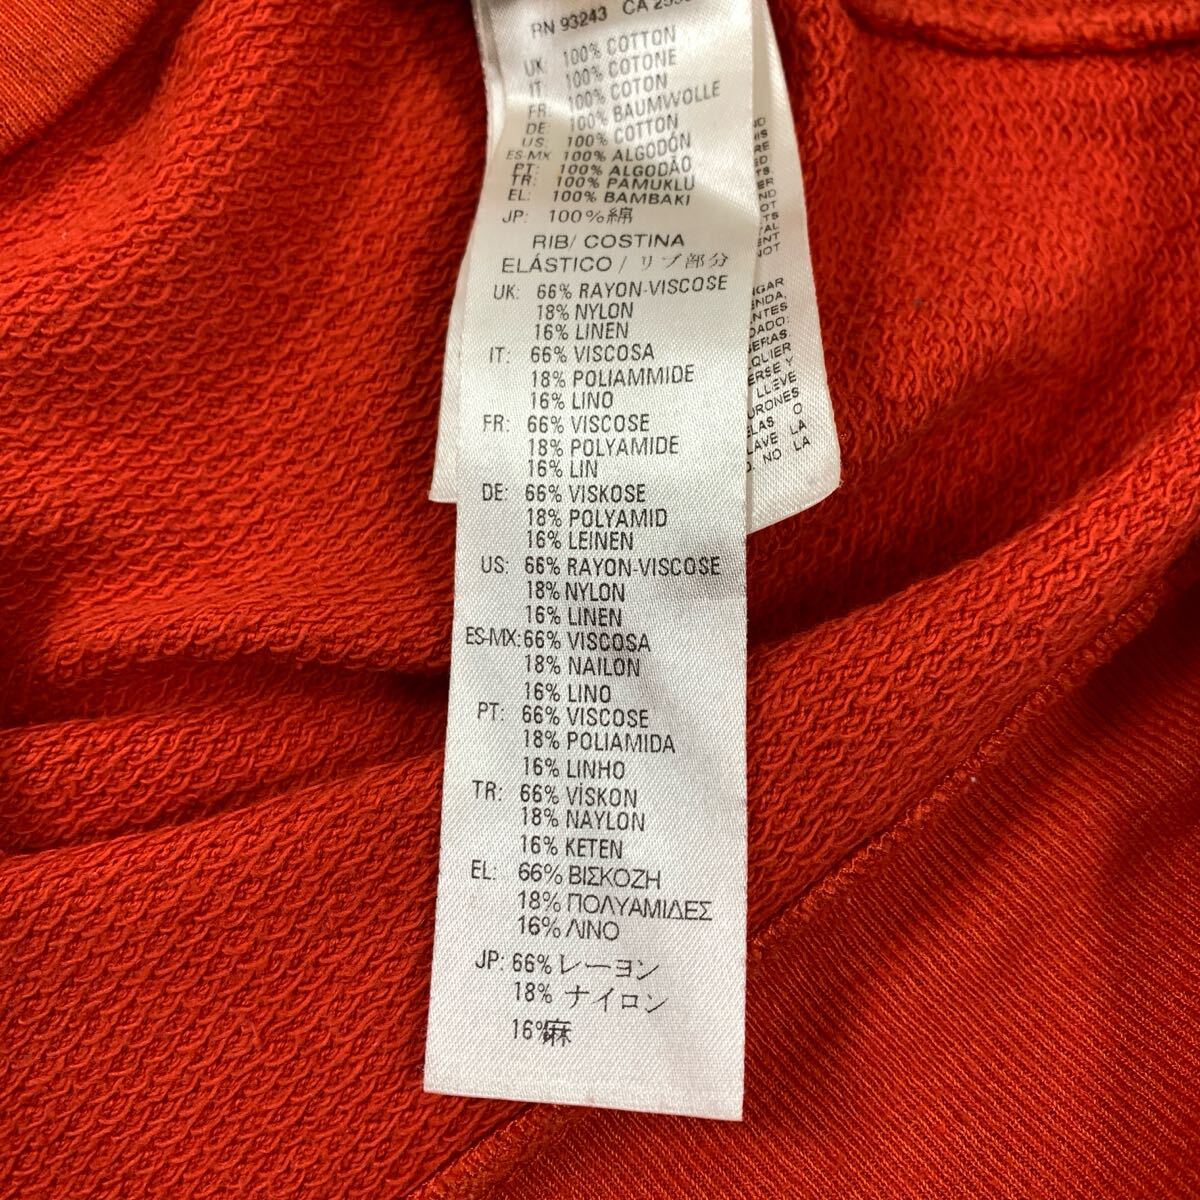 RN 93243 CA
UK: 100% COTTON
IT: 100% COTONE
FR: 100% COTON
DE: 100% BAUMWOLLE
US: 100% COTTON
ES-MX 100% ALGODÓN
PT: 100% ALGODÃO
TR: 100% PAMUKLU
EL: 100% BAMBAKI
JP: 100%綿
RIB/ COSTINA
ELÁSTICO / リブ部分
UK: 66% RAYON-VISCOSE
18% NYLON
16% LINEN
IT: 66% VISCOSA
18% POLIAMMIDE
16% LINO
FR: 66% VISCOSE
18% POLYAMIDE
16% LIN
DE: 66% VISKOSE
18% POLYAMID
16% LEINEN
US: 66% RAYON-VISCOSE
18% NYLON
16% LINEN
ES-MX: 66% VISCOSA
18% NAILON
16% LINO
PT: 66% VISCOSE
18% POLIAMIDA
16% LINHO
TR: 66% VİSKON
18% NAYLON
16% KETEN
EL: 66% ΒΙΣΚΟΖΗ
18% ΠΟΛΥΑΜΙΔΕΣ
16% ΛΙΝΟ
JP: 66% レーヨン
18% ナイロン
16%麻
ERSE Y
LLEVE
O
LA
NO LA